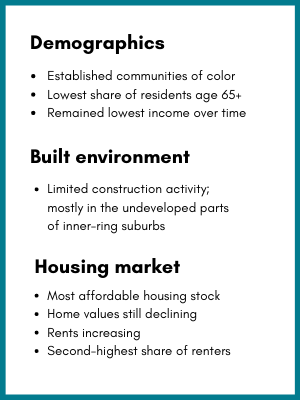 Demographics
• Established communities of color
• Lowest share of residents age 65+
• Remained lowest income over time
Built environment
• Limited construction activity;
mostly in the undeveloped parts
of inner-ring suburbs
Housing market
• Most affordable housing stock
• Home values still declining
• Rents increasing
• Second-highest share of renters